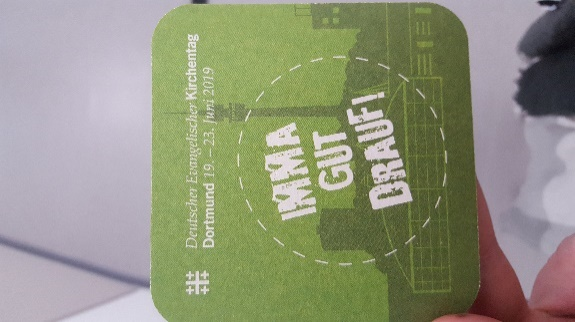 Deutscher Evangelischer Kirchentag
Dortmund 19. – 23. Juni 2019
IMMA
GUT
DRAUF!